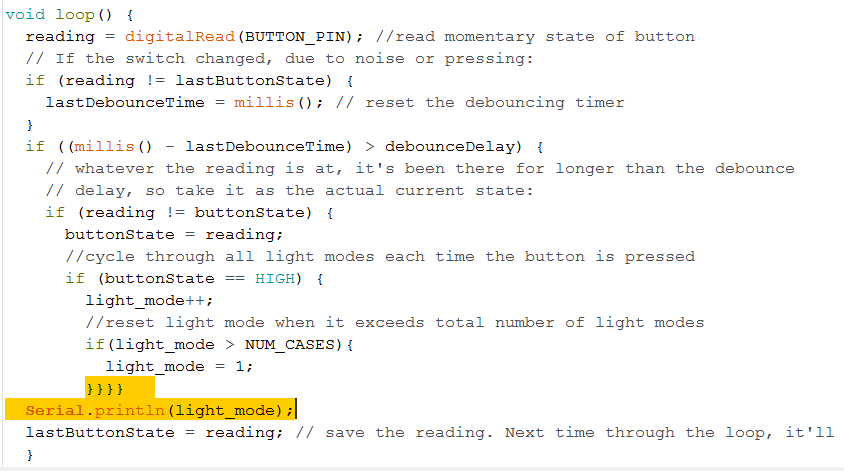 void loop() {
  reading = digitalRead(BUTTON_PIN); //read momentary state of button
  // If the switch changed, due to noise or pressing:
  if (reading != lastButtonState) {
    lastDebounceTime = millis(); // reset the debouncing timer
  }
  if ((millis() - lastDebounceTime) > debounceDelay) {
    // whatever the reading is at, it's been there for longer than the debounce
    // delay, so take it as the actual current state:
    if (reading != buttonState) {
      buttonState = reading;
      //cycle through all light modes each time the button is pressed
      if (buttonState == HIGH) {
        light_mode++;
        //reset light mode when it exceeds total number of light modes
        if(light_mode > NUM_CASES){
          light_mode = 1;
        }}}}
  Serial.println(light_mode);
  lastButtonState = reading; // save the reading. Next time through the loop, it'll
  }